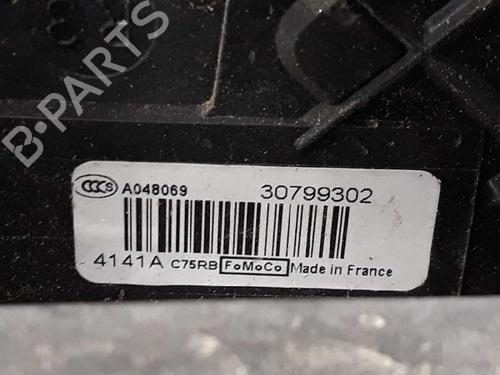 B-PARTS
CCC S A048069 30799302
4141A C75RB FoMoCo Made in France